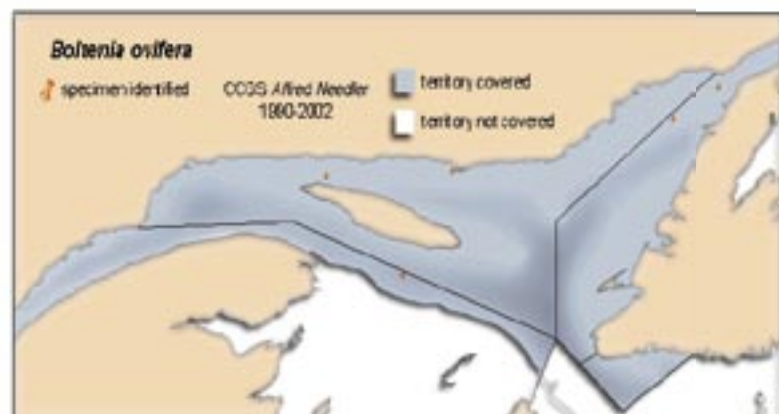 Boltenia ovifera
specimen identified
CCGS Alfred Needler
1990-2002
territory covered
territory not covered